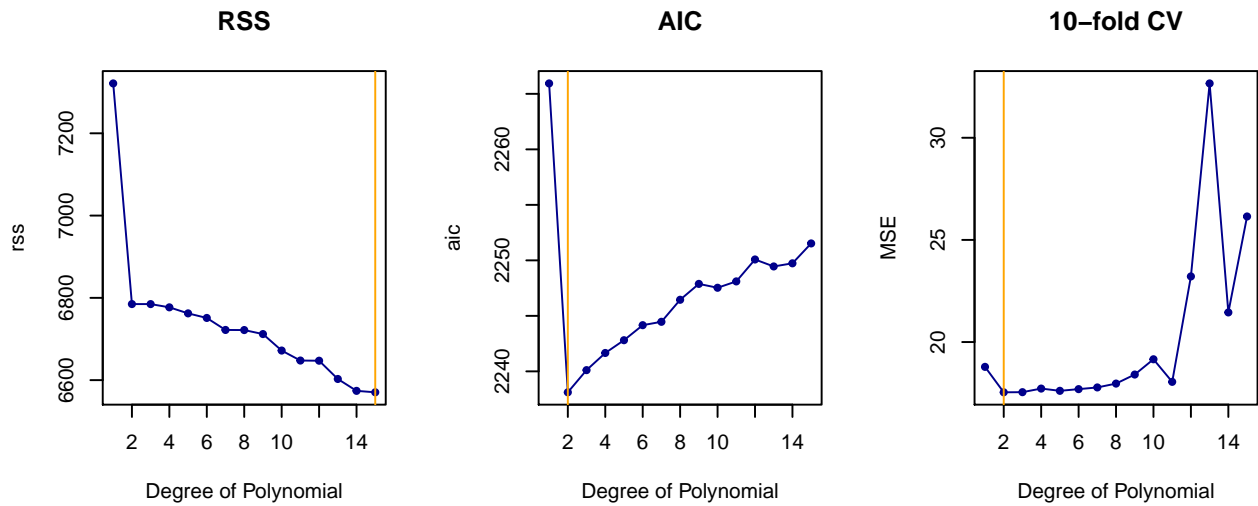 RSS
AIC
10−fold CV
rss
7200
7000
6800
6600
2 4 6 8 10 14
Degree of Polynomial
aic
2260
2250
2240
2 4 6 8 10 14
Degree of Polynomial
MSE
30
25
20
2 4 6 8 10 14
Degree of Polynomial